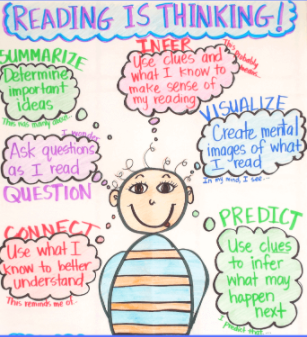 READING IS THINKING!
SUMMARIZE
Determine
important
ideas
This was mainly about...
INFER
Use clues and
what I know to
make sense of
my reading
This probably
means...
VISUALIZE
Create mental
images of what
I read
In my mind, I see...
I wonder...
Ask questions
as I read
QUESTION
CONNECT
Use what I
know to better
understand
This reminds me of...
PREDICT
Use clues
to infer
what may
happen
next
I predict that...